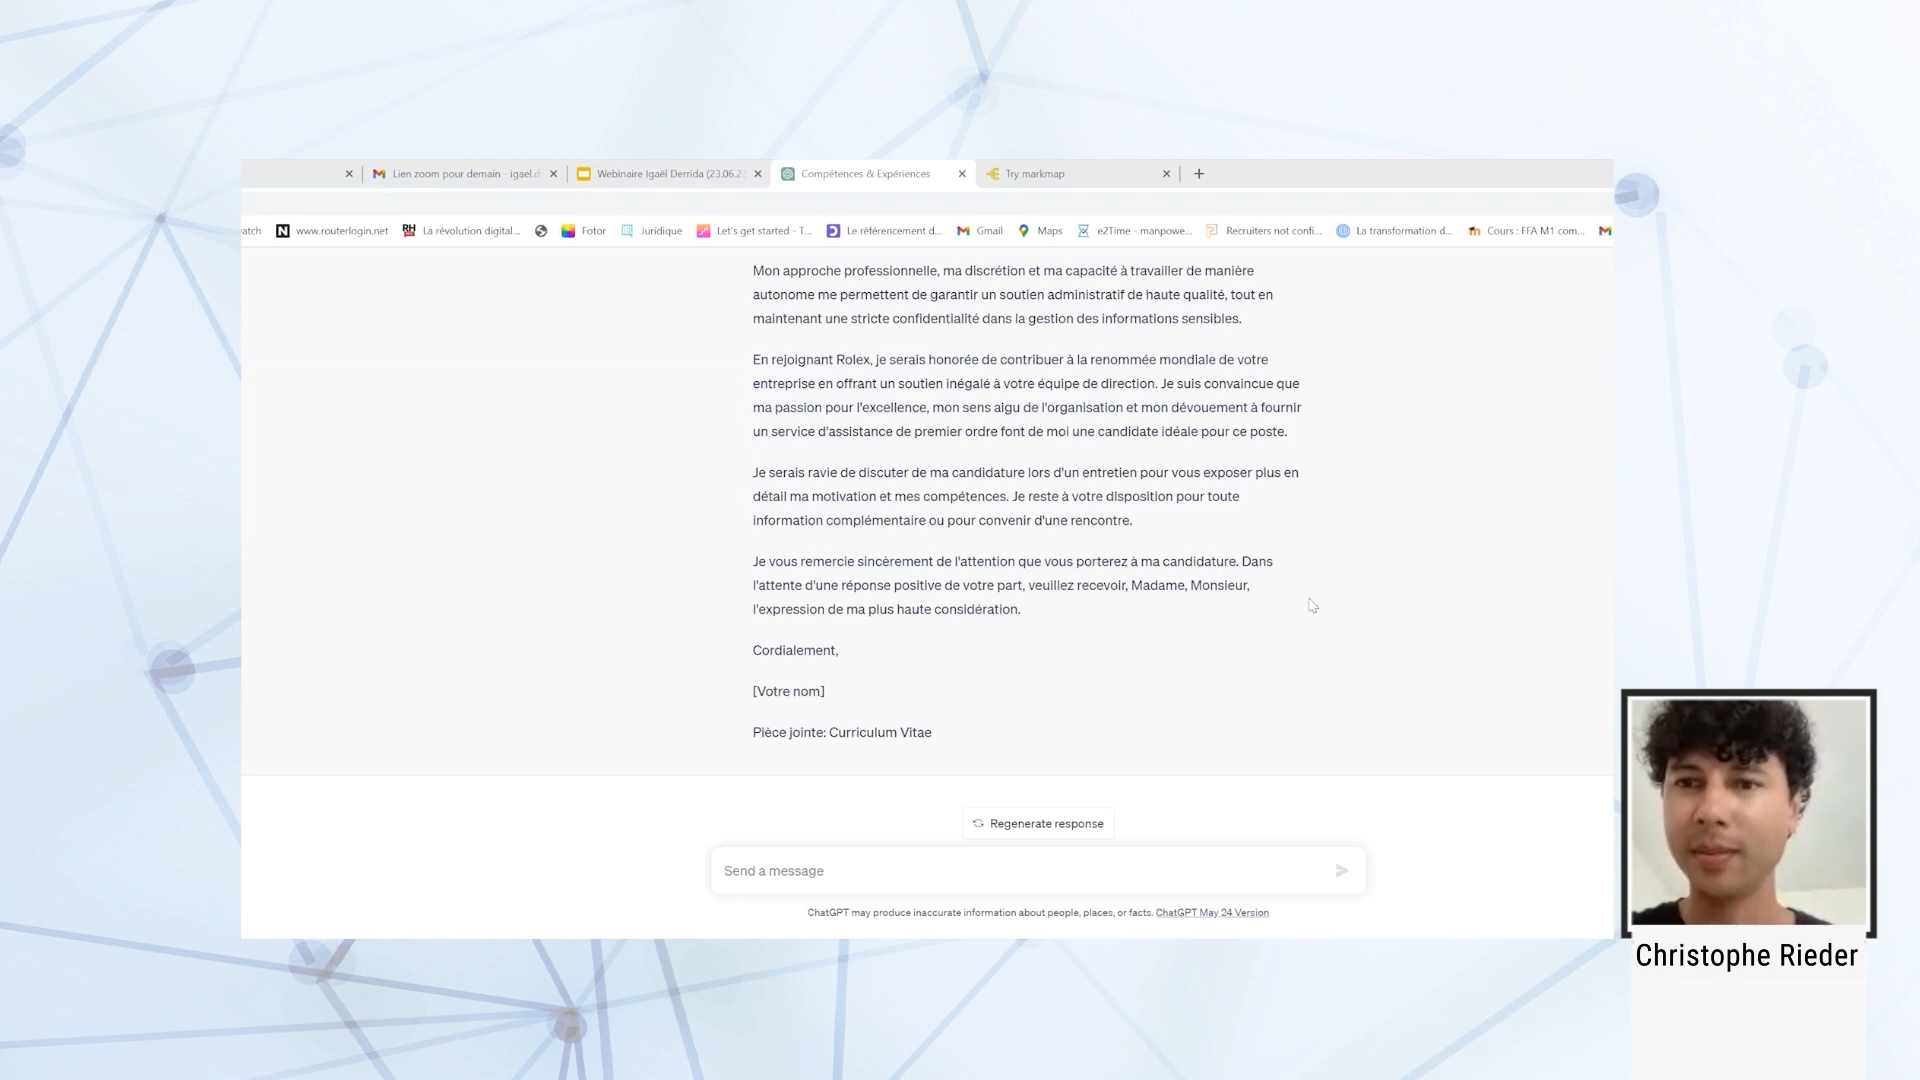 Lien zoom pour demain - igael.d
Webinaire Igaël Derrida (23.06.23
Compétences & Expériences
Try markmap
atch
www.routerlogin.net
La révolution digital...
Fotor
Juridique
Let's get started - T...
Le référencement d...
Gmail
Maps
e2Time - manpowe...
Recruiters not confi...
La transformation d...
Cours : FFA M1 com...
Mon approche professionnelle, ma discrétion et ma capacité à travailler de manière
autonome me permettent de garantir un soutien administratif de haute qualité, tout en
maintenant une stricte confidentialité dans la gestion des informations sensibles.
En rejoignant Rolex, je serais honorée de contribuer à la renommée mondiale de votre
entreprise en offrant un soutien inégalé à votre équipe de direction. Je suis convaincue que
ma passion pour l'excellence, mon sens aigu de l'organisation et mon dévouement à fournir
un service d'assistance de premier ordre font de moi une candidate idéale pour ce poste.
Je serais ravie de discuter de ma candidature lors d'un entretien pour vous exposer plus en
détail ma motivation et mes compétences. Je reste à votre disposition pour toute
information complémentaire ou pour convenir d'une rencontre.
Je vous remercie sincèrement de l'attention que vous porterez à ma candidature. Dans
l'attente d'une réponse positive de votre part, veuillez recevoir, Madame, Monsieur,
l'expression de ma plus haute considération.
Cordialement,
[Votre nom]
Pièce jointe: Curriculum Vitae
Regenerate response
Send a message
ChatGPT may produce inaccurate information about people, places, or facts. ChatGPT May 24 Version
Christophe Rieder